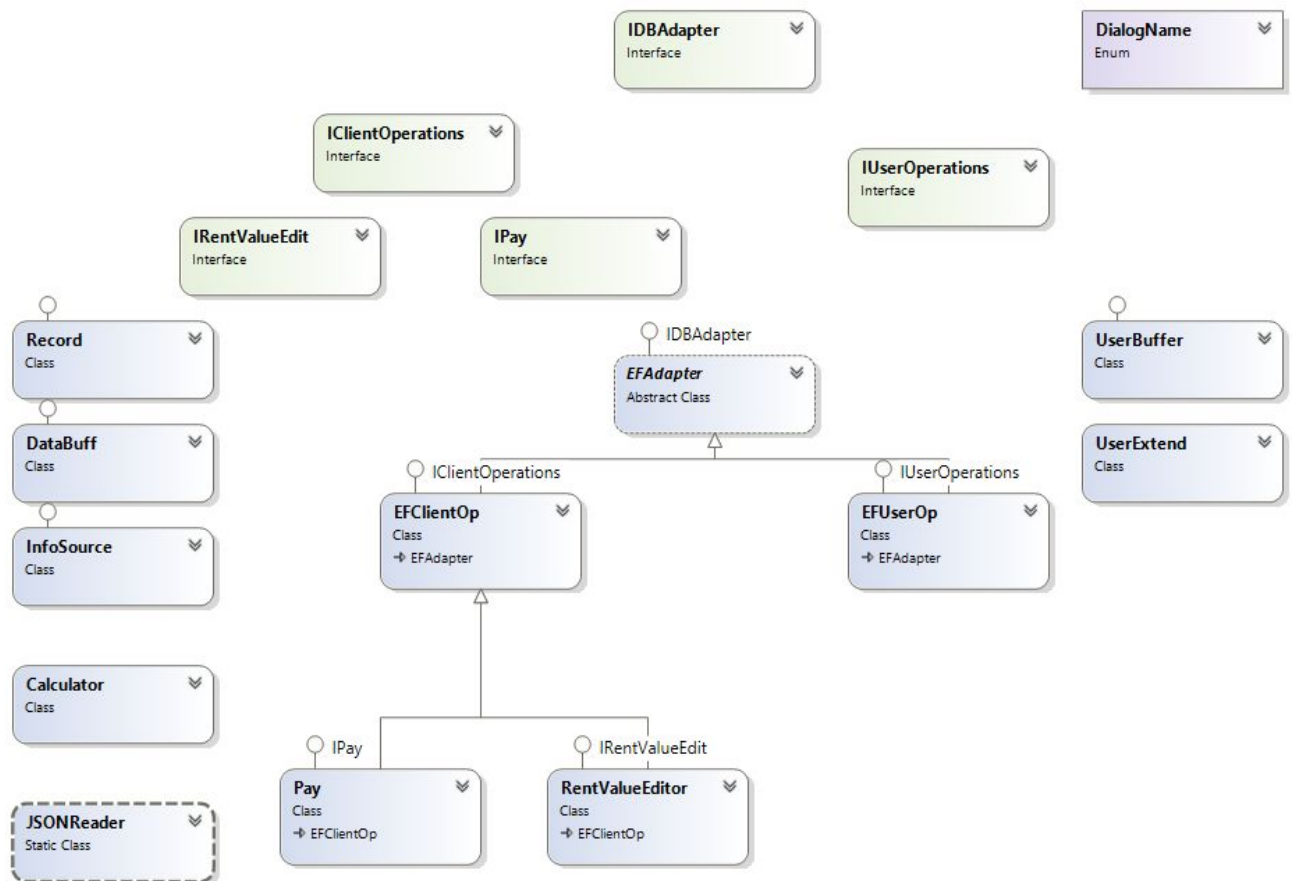 IDBAdapter
Interface
DialogName
Enum
IClientOperations
Interface
IUserOperations
Interface
IRentValueEdit
Interface
IPay
Interface
Record
Class
IDBAdapter
EFAdapter
Abstract Class
UserBuffer
Class
DataBuff
Class
UserExtend
Class
IClientOperations
EFClientOp
Class
EFAdapter
IUserOperations
EFUserOp
Class
EFAdapter
InfoSource
Class
Calculator
Class
IPay
Pay
Class
EFClientOp
IRentValueEdit
RentValueEditor
Class
EFClientOp
JSONReader
Static Class